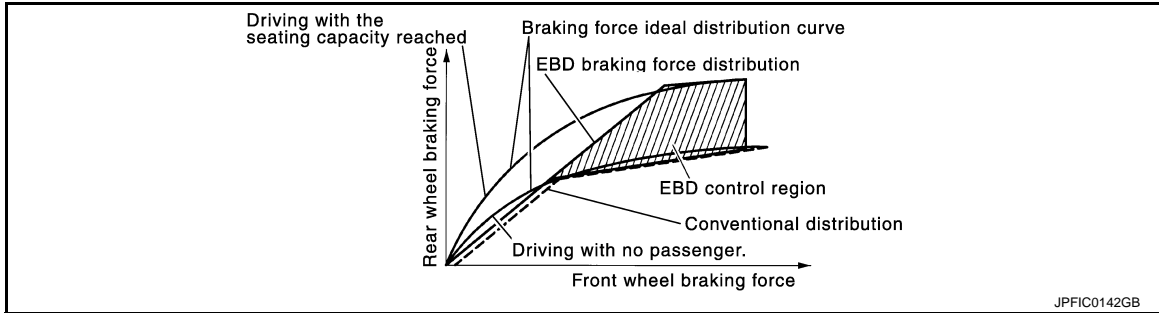 Driving with the
seating capacity reached
Braking force ideal distribution curve
EBD braking force distribution
Rear wheel braking force
EBD control region
Conventional distribution
Driving with no passenger.
Front wheel braking force
JPFIC0142GB